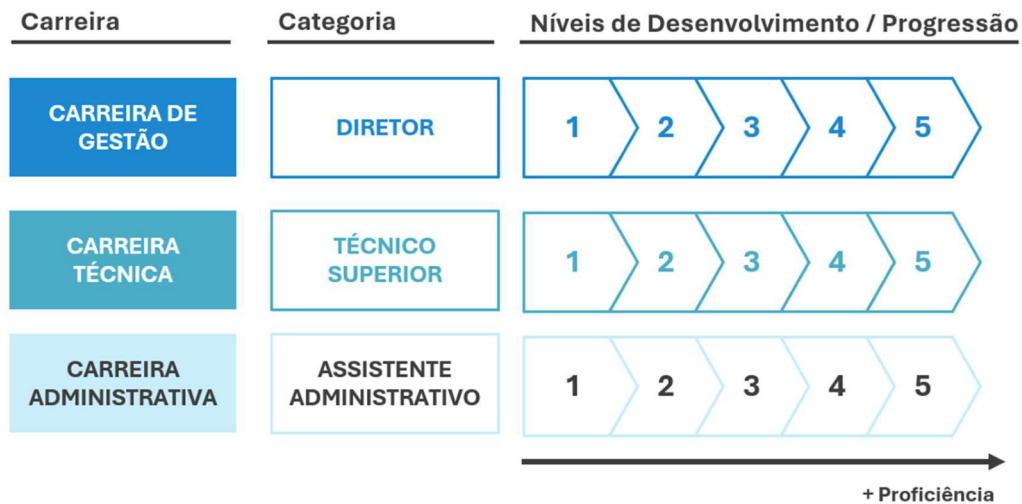 Carreira
Categoria
Níveis de Desenvolvimento / Progressão
CARREIRA DE
GESTÃO
DIRETOR
1 2 3 4 5
CARREIRA
TÉCNICA
TÉCNICO
SUPERIOR
1 2 3 4 5
CARREIRA
ADMINISTRATIVA
ASSISTENTE
ADMINISTRATIVO
1 2 3 4 5
+ Proficiência